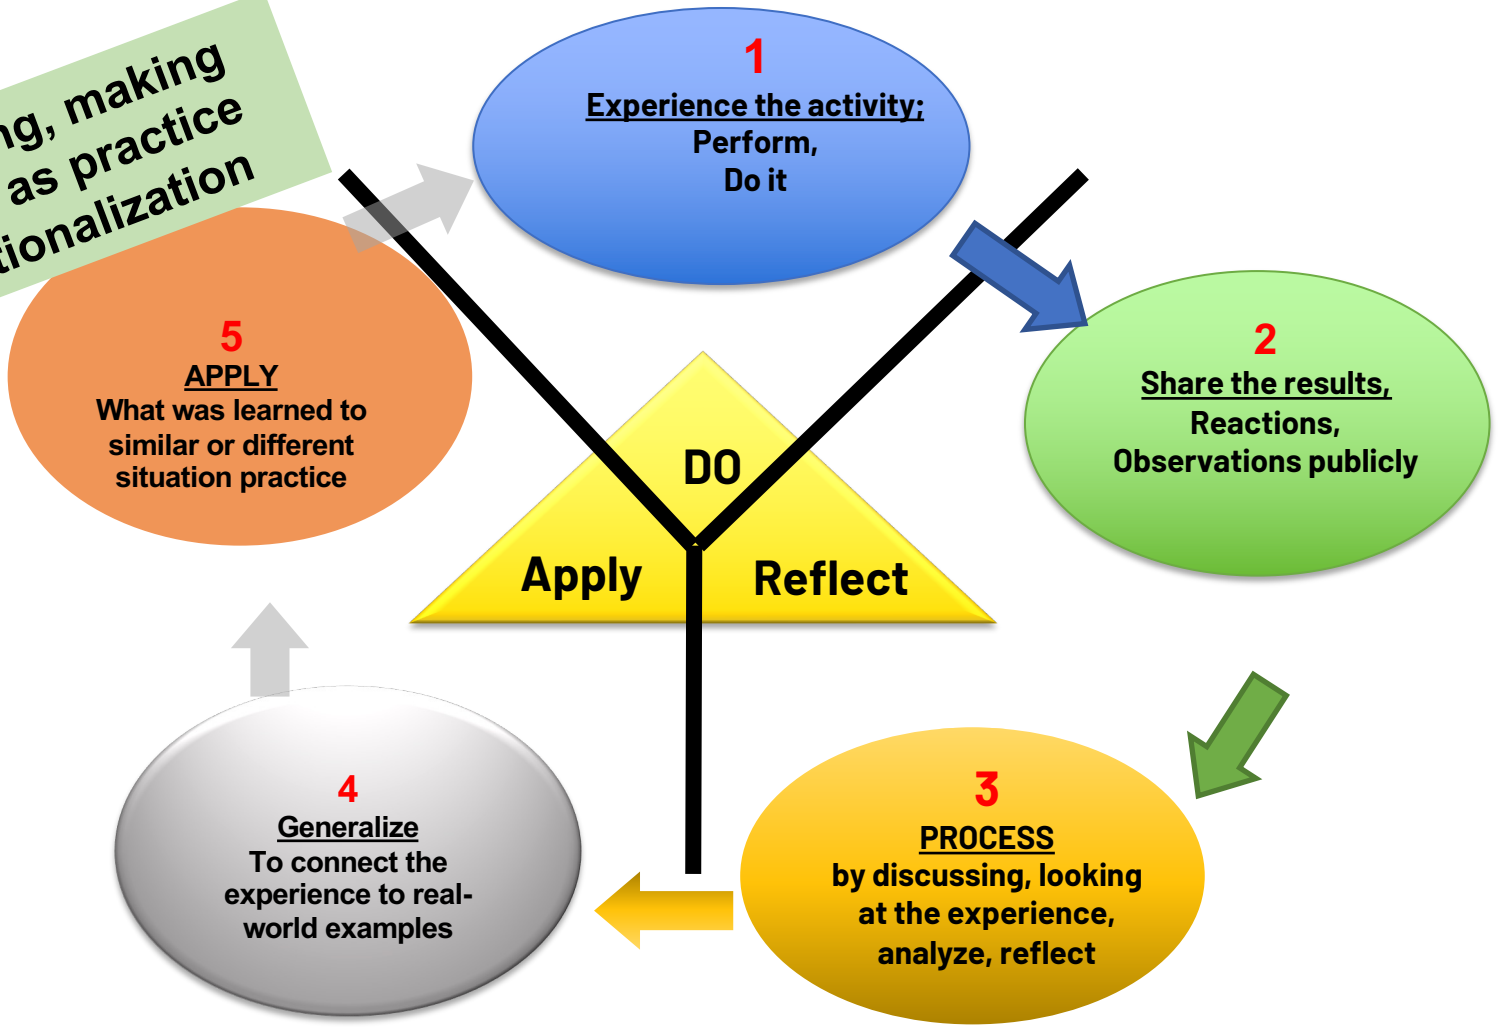 making
as practice
1
Experience the activity;
Perform,
Do it
2
Share the results,
Reactions,
Observations publicly
3
PROCESS
by discussing, looking
at the experience,
analyze, reflect
4
Generalize
To connect the
experience to real-
world examples
5
APPLY
What was learned to
similar or different
situation practice
DO
Apply
Reflect